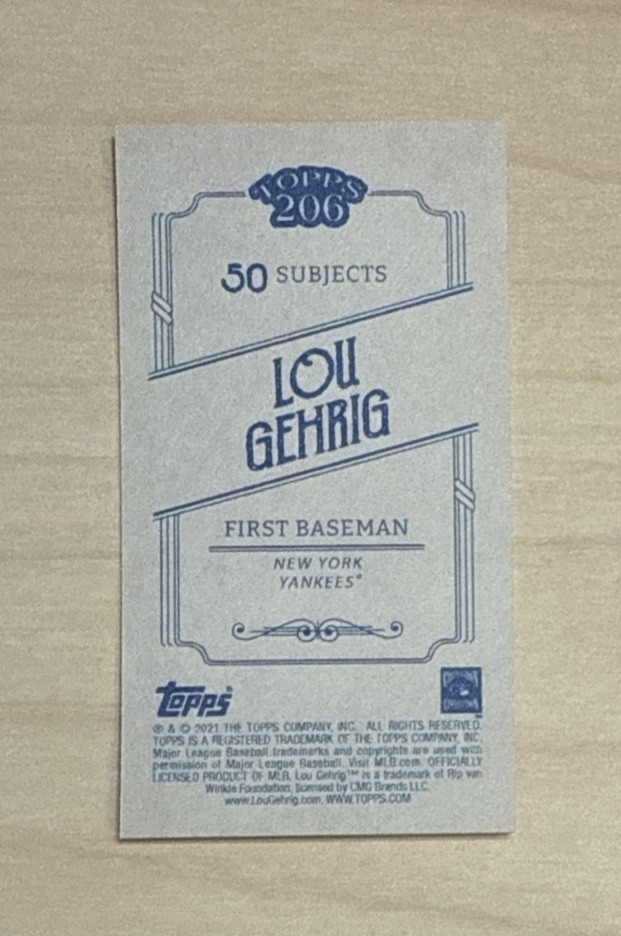 TOPPS
206
50 SUBJECTS
LOU
GEHRIG
FIRST BASEMAN
NEW YORK
YANKEES®
topps®
® & © 2021 THE TOPPS COMPANY, INC. ALL RIGHTS RESERVED.
TOPPS IS A REGISTERED TRADEMARK OF THE TOPPS COMPANY, INC.
Major League Baseball trademarks and copyrights are used with
permission of Major League Baseball. Visit MLB.com. OFFICIALLY
LICENSED PRODUCT OF MLB. Lou Gehrig™ is a trademark of Rip van
Winkle Foundation, licensed by CMG Brands LLC.
www.LouGehrig.com. WWW.TOPPS.COM